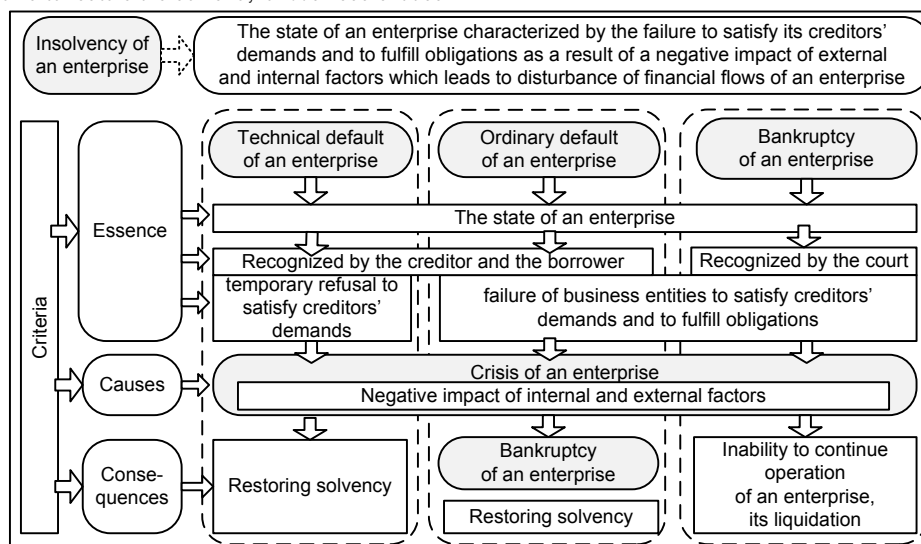 Insolvency of
an enterprise
The state of an enterprise characterized by the failure to satisfy its creditors’
demands and to fulfill obligations as a result of a negative impact of external
and internal factors which leads to disturbance of financial flows of an enterprise
Criteria
Technical default
of an enterprise
Ordinary default
of an enterprise
Bankruptcy
of an enterprise
Essence
The state of an enterprise
Recognized by the creditor and the borrower
Recognized by the court
temporary refusal to
satisfy creditors’
demands
failure of business entities to satisfy creditors’
demands and to fulfill obligations
Causes
Crisis of an enterprise
Negative impact of internal and external factors
Conse-
quences
Restoring solvency
Bankruptcy
of an enterprise
Restoring solvency
Inability to continue
operation
of an enterprise,
its liquidation